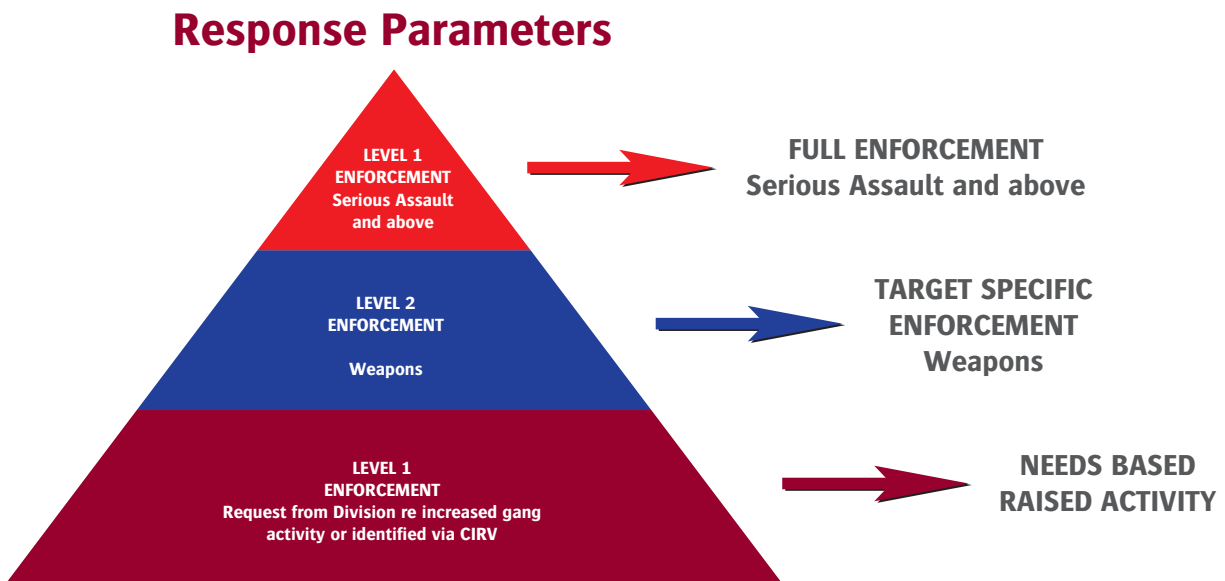 Response Parameters
LEVEL 1
ENFORCEMENT
Serious Assault
and above
FULL ENFORCEMENT
Serious Assault and above
LEVEL 2
ENFORCEMENT
Weapons
TARGET SPECIFIC
ENFORCEMENT
Weapons
LEVEL 1
ENFORCEMENT
Request from Division re increased gang
activity or identified via CIRV
NEEDS BASED
RAISED ACTIVITY